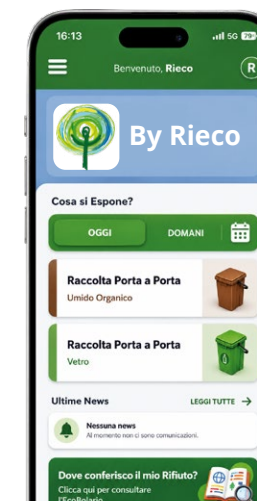 16:13
5G 79
Benvenuto, Rieco
R
By Rieco
Cosa si Espone?
OGGI
DOMANI
Raccolta Porta a Porta
Umido Organico
Raccolta Porta a Porta
Vetro
Ultime News
LEGGI TUTTE →
Nessuna news
Al momento non ci sono comunicazioni.
Dove conferisco il mio Rifiuto?
Clicca qui per consultare
l'EcoBolario